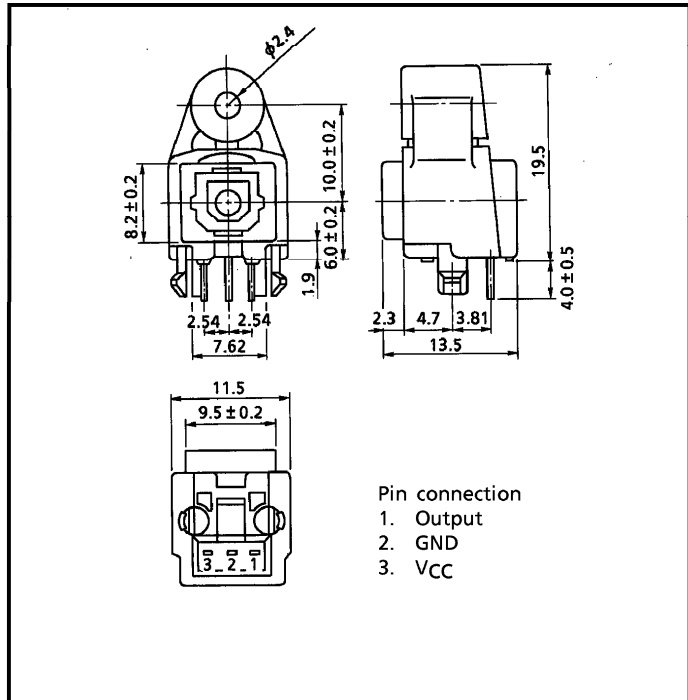 φ2.4
10.0±0.2
8.2±0.2
6.0±0.2
1.9
2.54 2.54
7.62
19.5
4.0±0.5
2.3 4.7 3.81
13.5
11.5
9.5±0.2
3 2 1
Pin connection
1. Output
2. GND
3. VCC